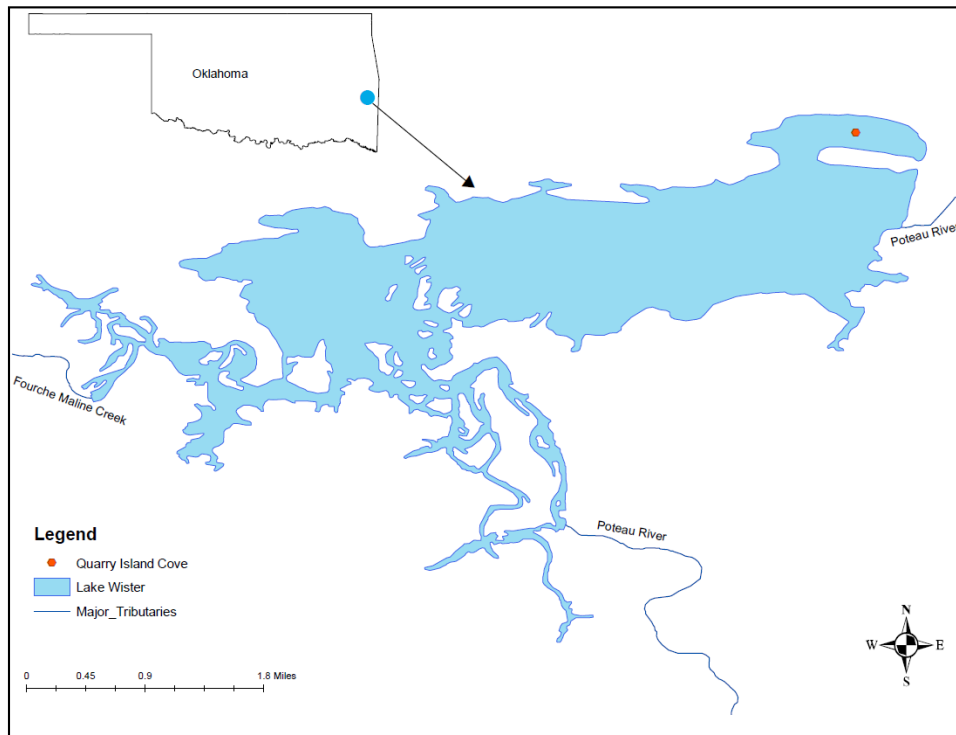 Oklahoma
Poteau River
Fourche Maline Creek
Poteau River
Legend
Quarry Island Cove
Lake Wister
Major_Tributaries
0 0.45 0.9 1.8 Miles
N
W E
S